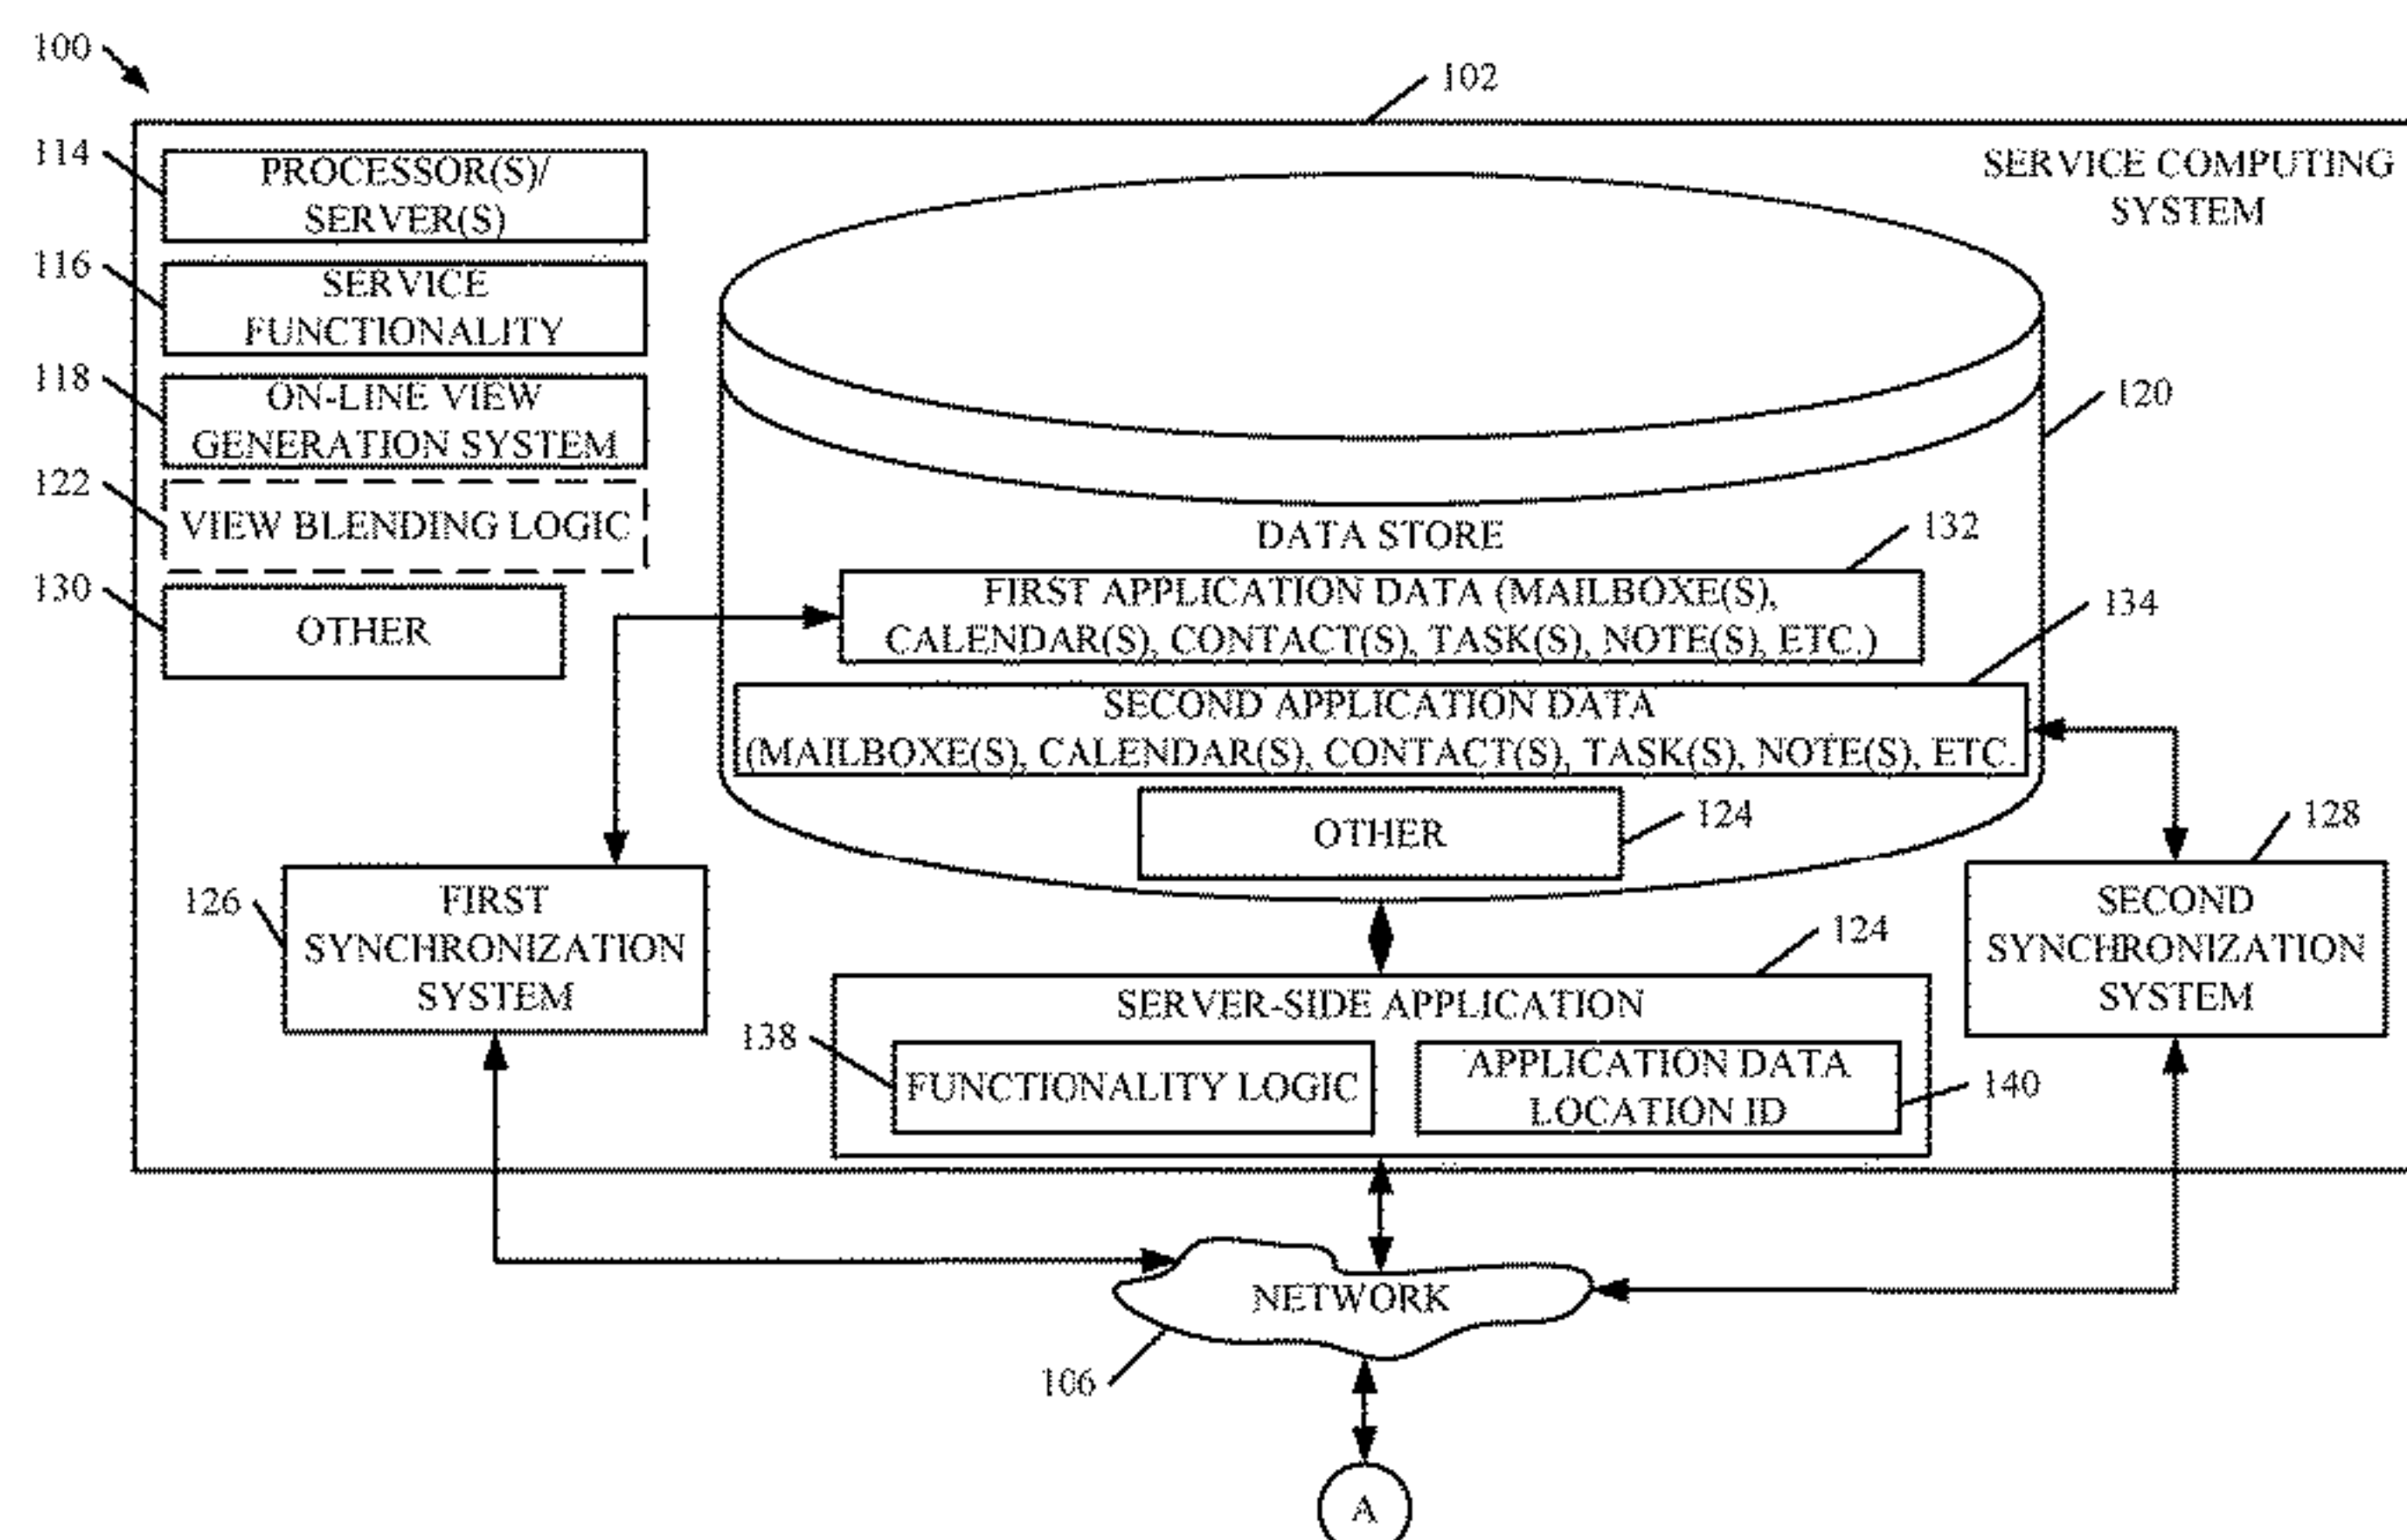 100
102
114
PROCESSOR(S)/
SERVER(S)
SERVICE COMPUTING
SYSTEM
116
SERVICE
FUNCTIONALITY
118
ON-LINE VIEW
GENERATION SYSTEM
120
122
VIEW BLENDING LOGIC
DATA STORE
132
130
OTHER
FIRST APPLICATION DATA (MAILBOXE(S),
CALENDAR(S), CONTACT(S), TASK(S), NOTE(S), ETC.)
134
SECOND APPLICATION DATA
(MAILBOXE(S), CALENDAR(S), CONTACT(S), TASK(S), NOTE(S), ETC.
OTHER
124
128
126
FIRST
SYNCHRONIZATION
SYSTEM
SECOND
SYNCHRONIZATION
SYSTEM
124
SERVER-SIDE APPLICATION
138
FUNCTIONALITY LOGIC
APPLICATION DATA
LOCATION ID
140
NETWORK
106
A